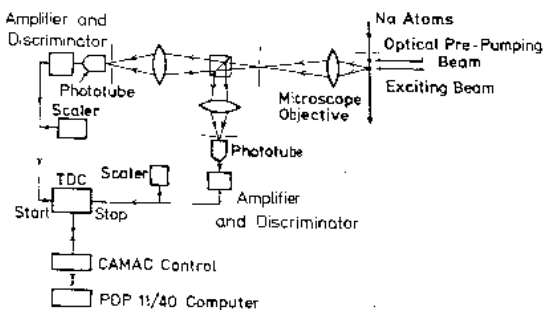 Amplifier and
Discriminator
Phototube
Scaler
Na Atoms
Optical Pre-Pumping
Beam
Exciting Beam
Microscope
Objective
Phototube
Scaler
TDC
Start
Stop
Amplifier
and Discriminator
CAMAC Control
PDP 11/40 Computer